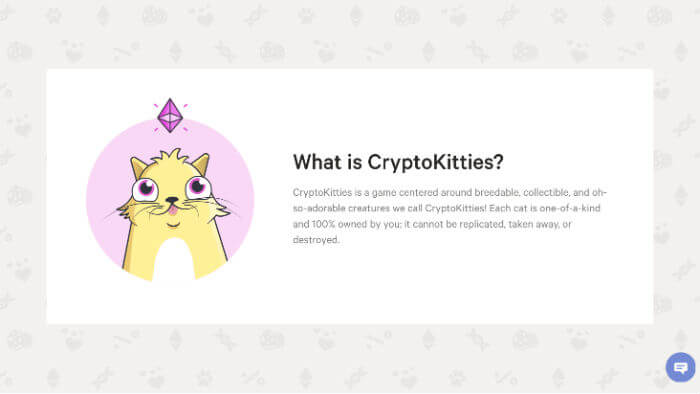 What is CryptoKitties?
CryptoKitties is a game centered around breedable, collectible, and oh-
so-adorable creatures we call CryptoKitties! Each cat is one-of-a-kind
and 100% owned by you; it cannot be replicated, taken away, or
destroyed.